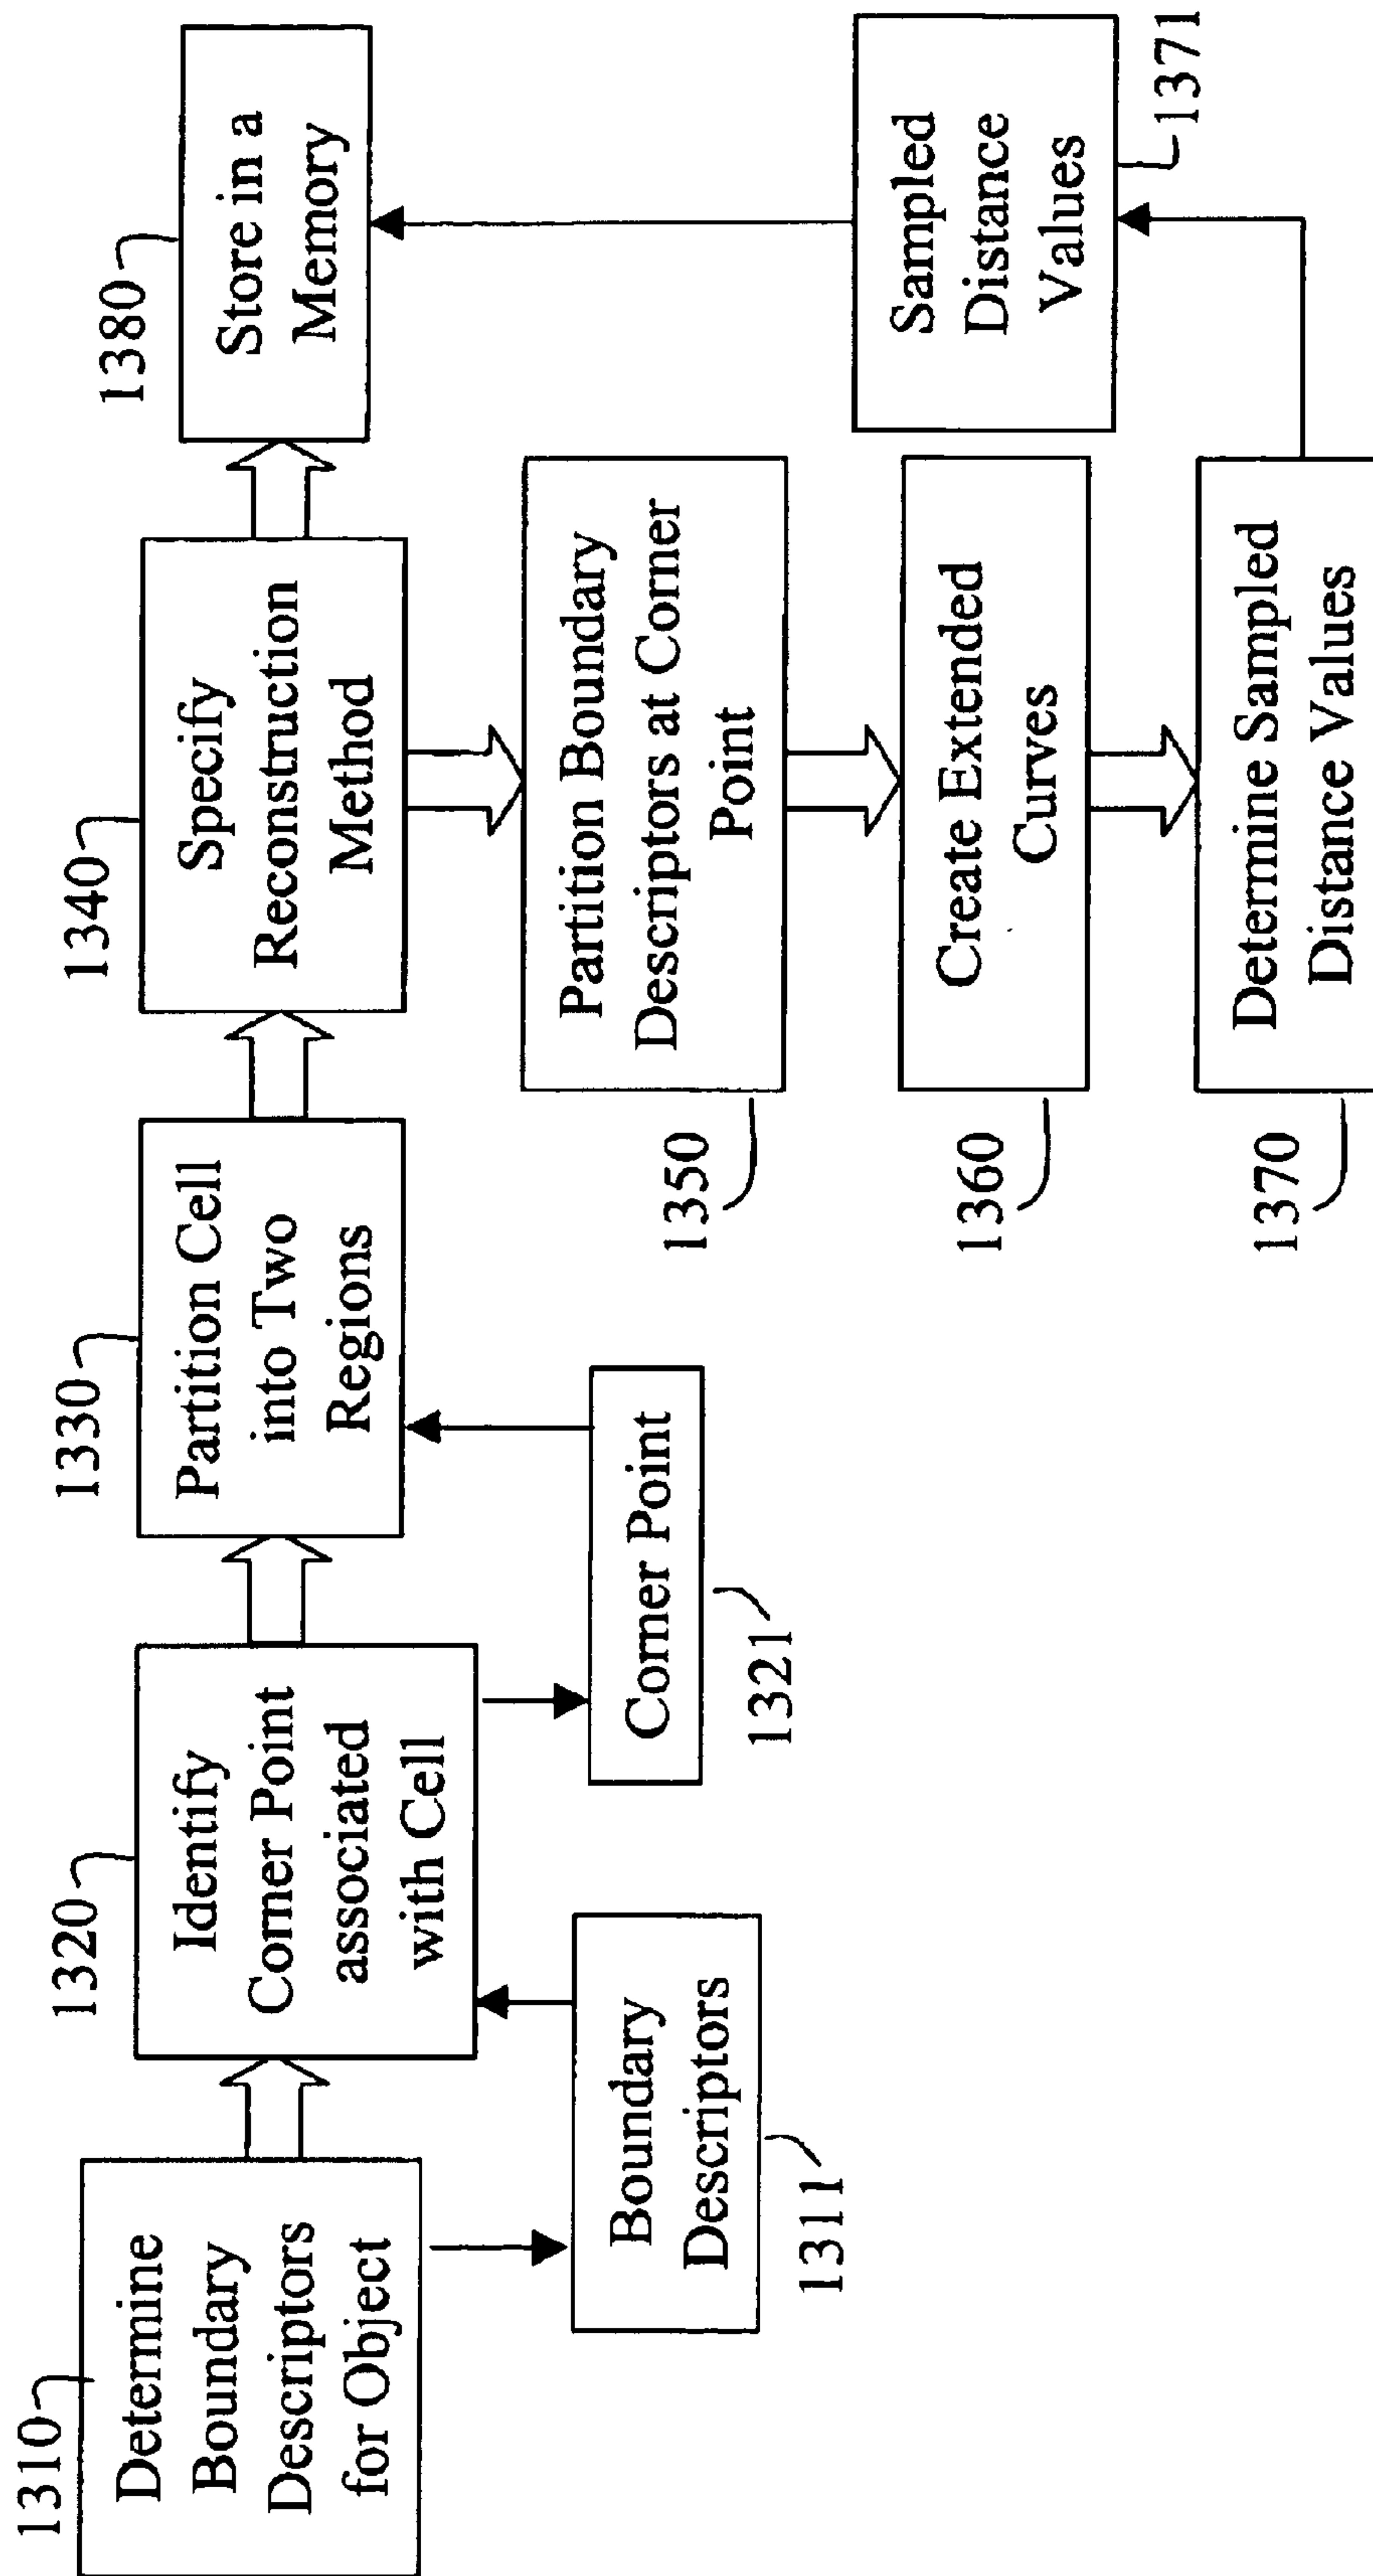 1310
Determine
Boundary
Descriptors
for Object
Boundary
Descriptors
1311
1320
Identify
Corner Point
associated
with Cell
Corner Point
1321
1330
Partition Cell
into Two
Regions
1340
Specify
Reconstruction
Method
1350
Partition Boundary
Descriptors at Corner
Point
1360
Create Extended
Curves
1370
Determine Sampled
Distance Values
1380
Store in a
Memory
Sampled
Distance
Values
1371